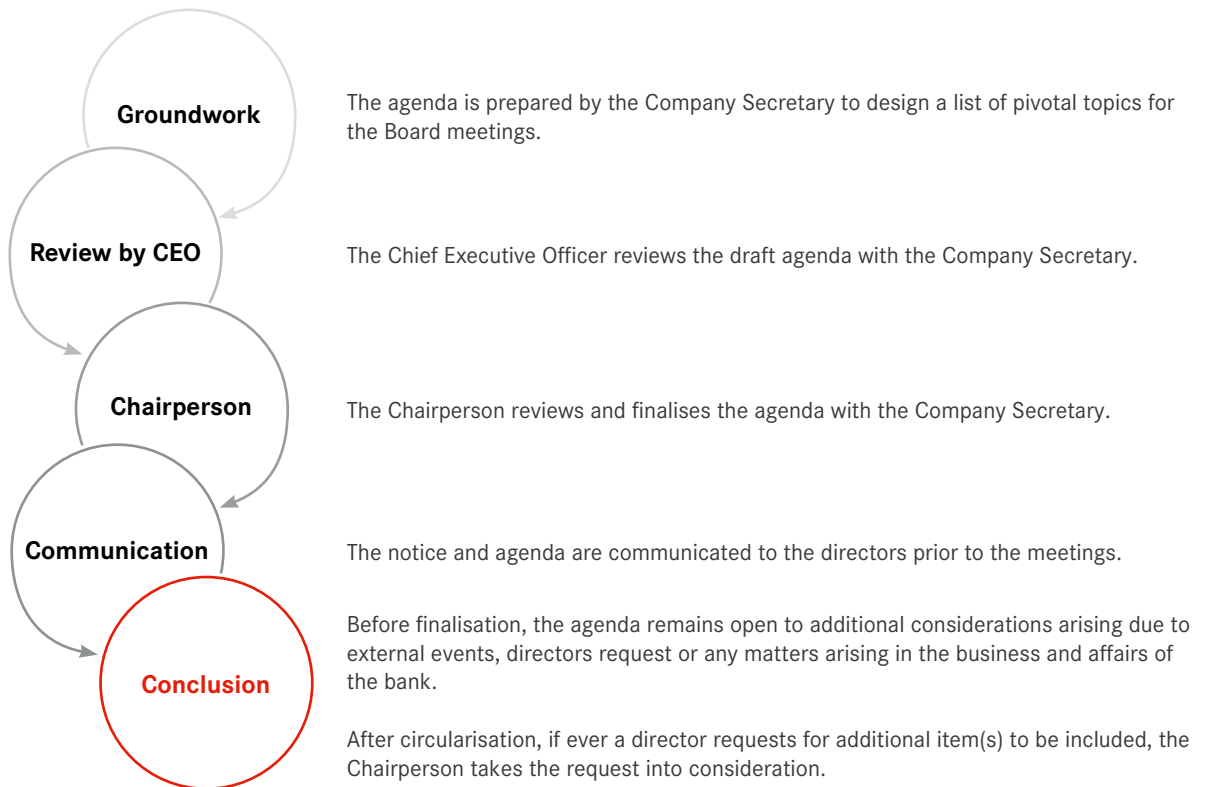 Groundwork
The agenda is prepared by the Company Secretary to design a list of pivotal topics for
the Board meetings.
Review by CEO
The Chief Executive Officer reviews the draft agenda with the Company Secretary.
Chairperson
The Chairperson reviews and finalises the agenda with the Company Secretary.
Communication
The notice and agenda are communicated to the directors prior to the meetings.
Conclusion
Before finalisation, the agenda remains open to additional considerations arising due to
external events, directors request or any matters arising in the business and affairs of
the bank.
After circularisation, if ever a director requests for additional item(s) to be included, the
Chairperson takes the request into consideration.